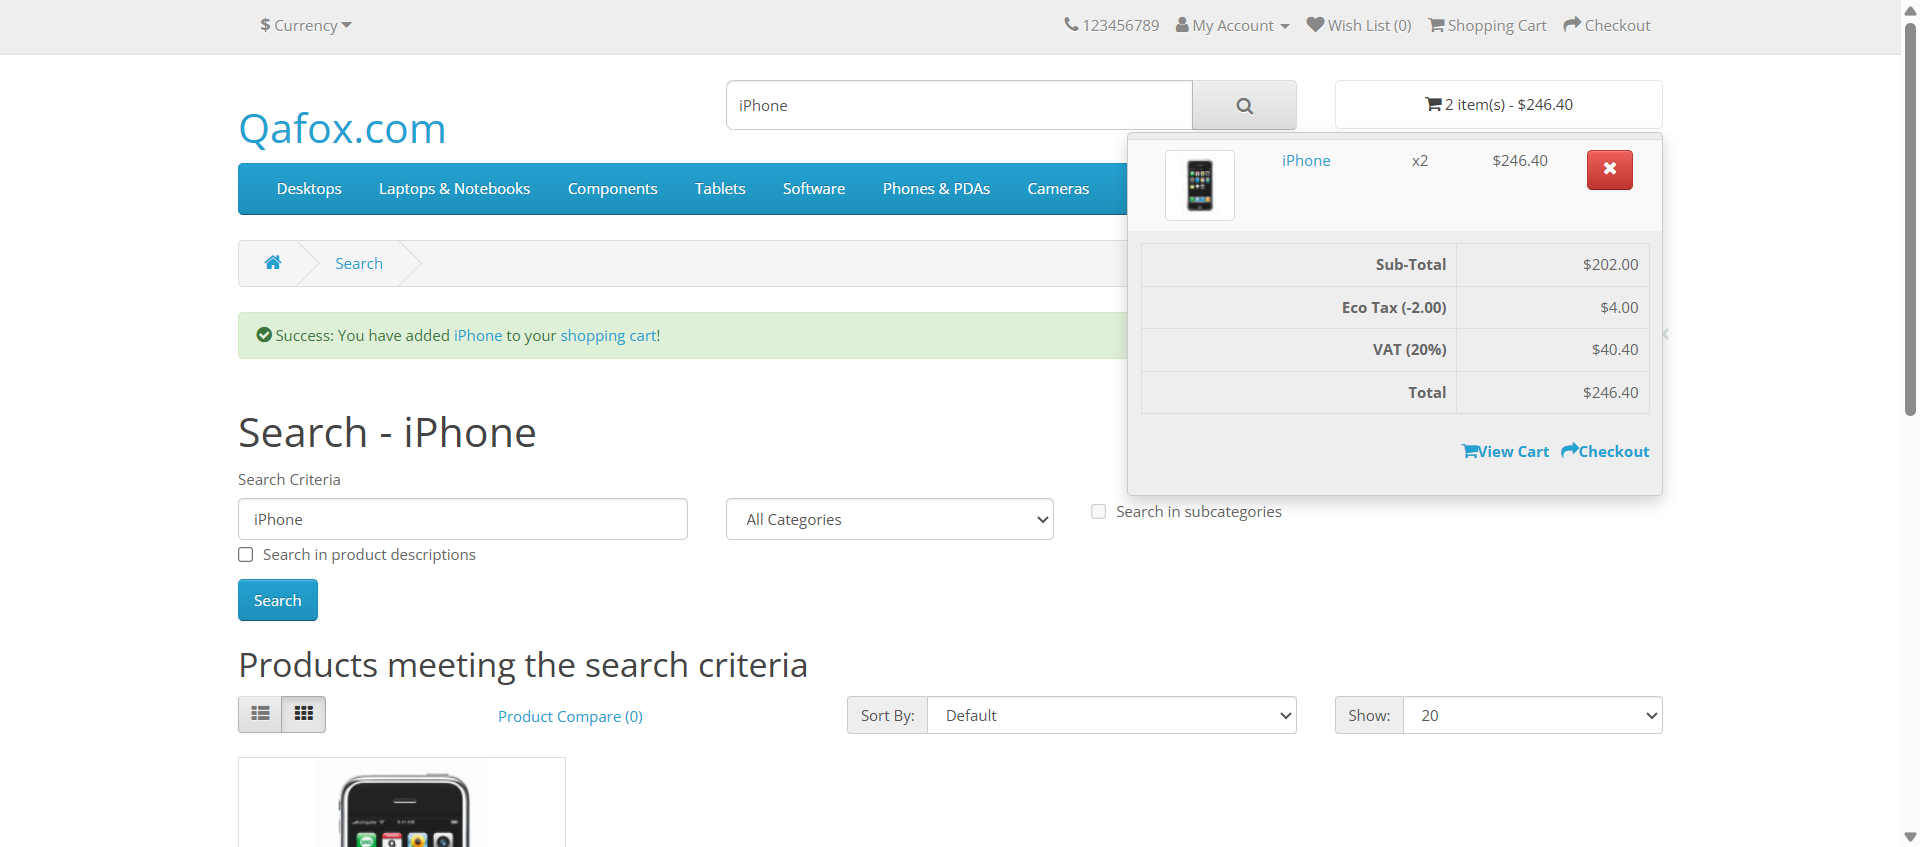 $ Currency
123456789 My Account Wish List (0) Shopping Cart Checkout
Qafox.com
iPhone
2 item(s) - $246.40
Desktops Laptops & Notebooks Components Tablets Software Phones & PDAs Cameras
iPhone x2 $246.40
Sub-Total $202.00
Eco Tax (-2.00) $4.00
VAT (20%) $40.40
Total $246.40
View Cart Checkout
Search
Success: You have added iPhone to your shopping cart!
Search - iPhone
Search Criteria
iPhone
All Categories
Search in subcategories
Search in product descriptions
Search
Products meeting the search criteria
Product Compare (0)
Sort By: Default
Show: 20